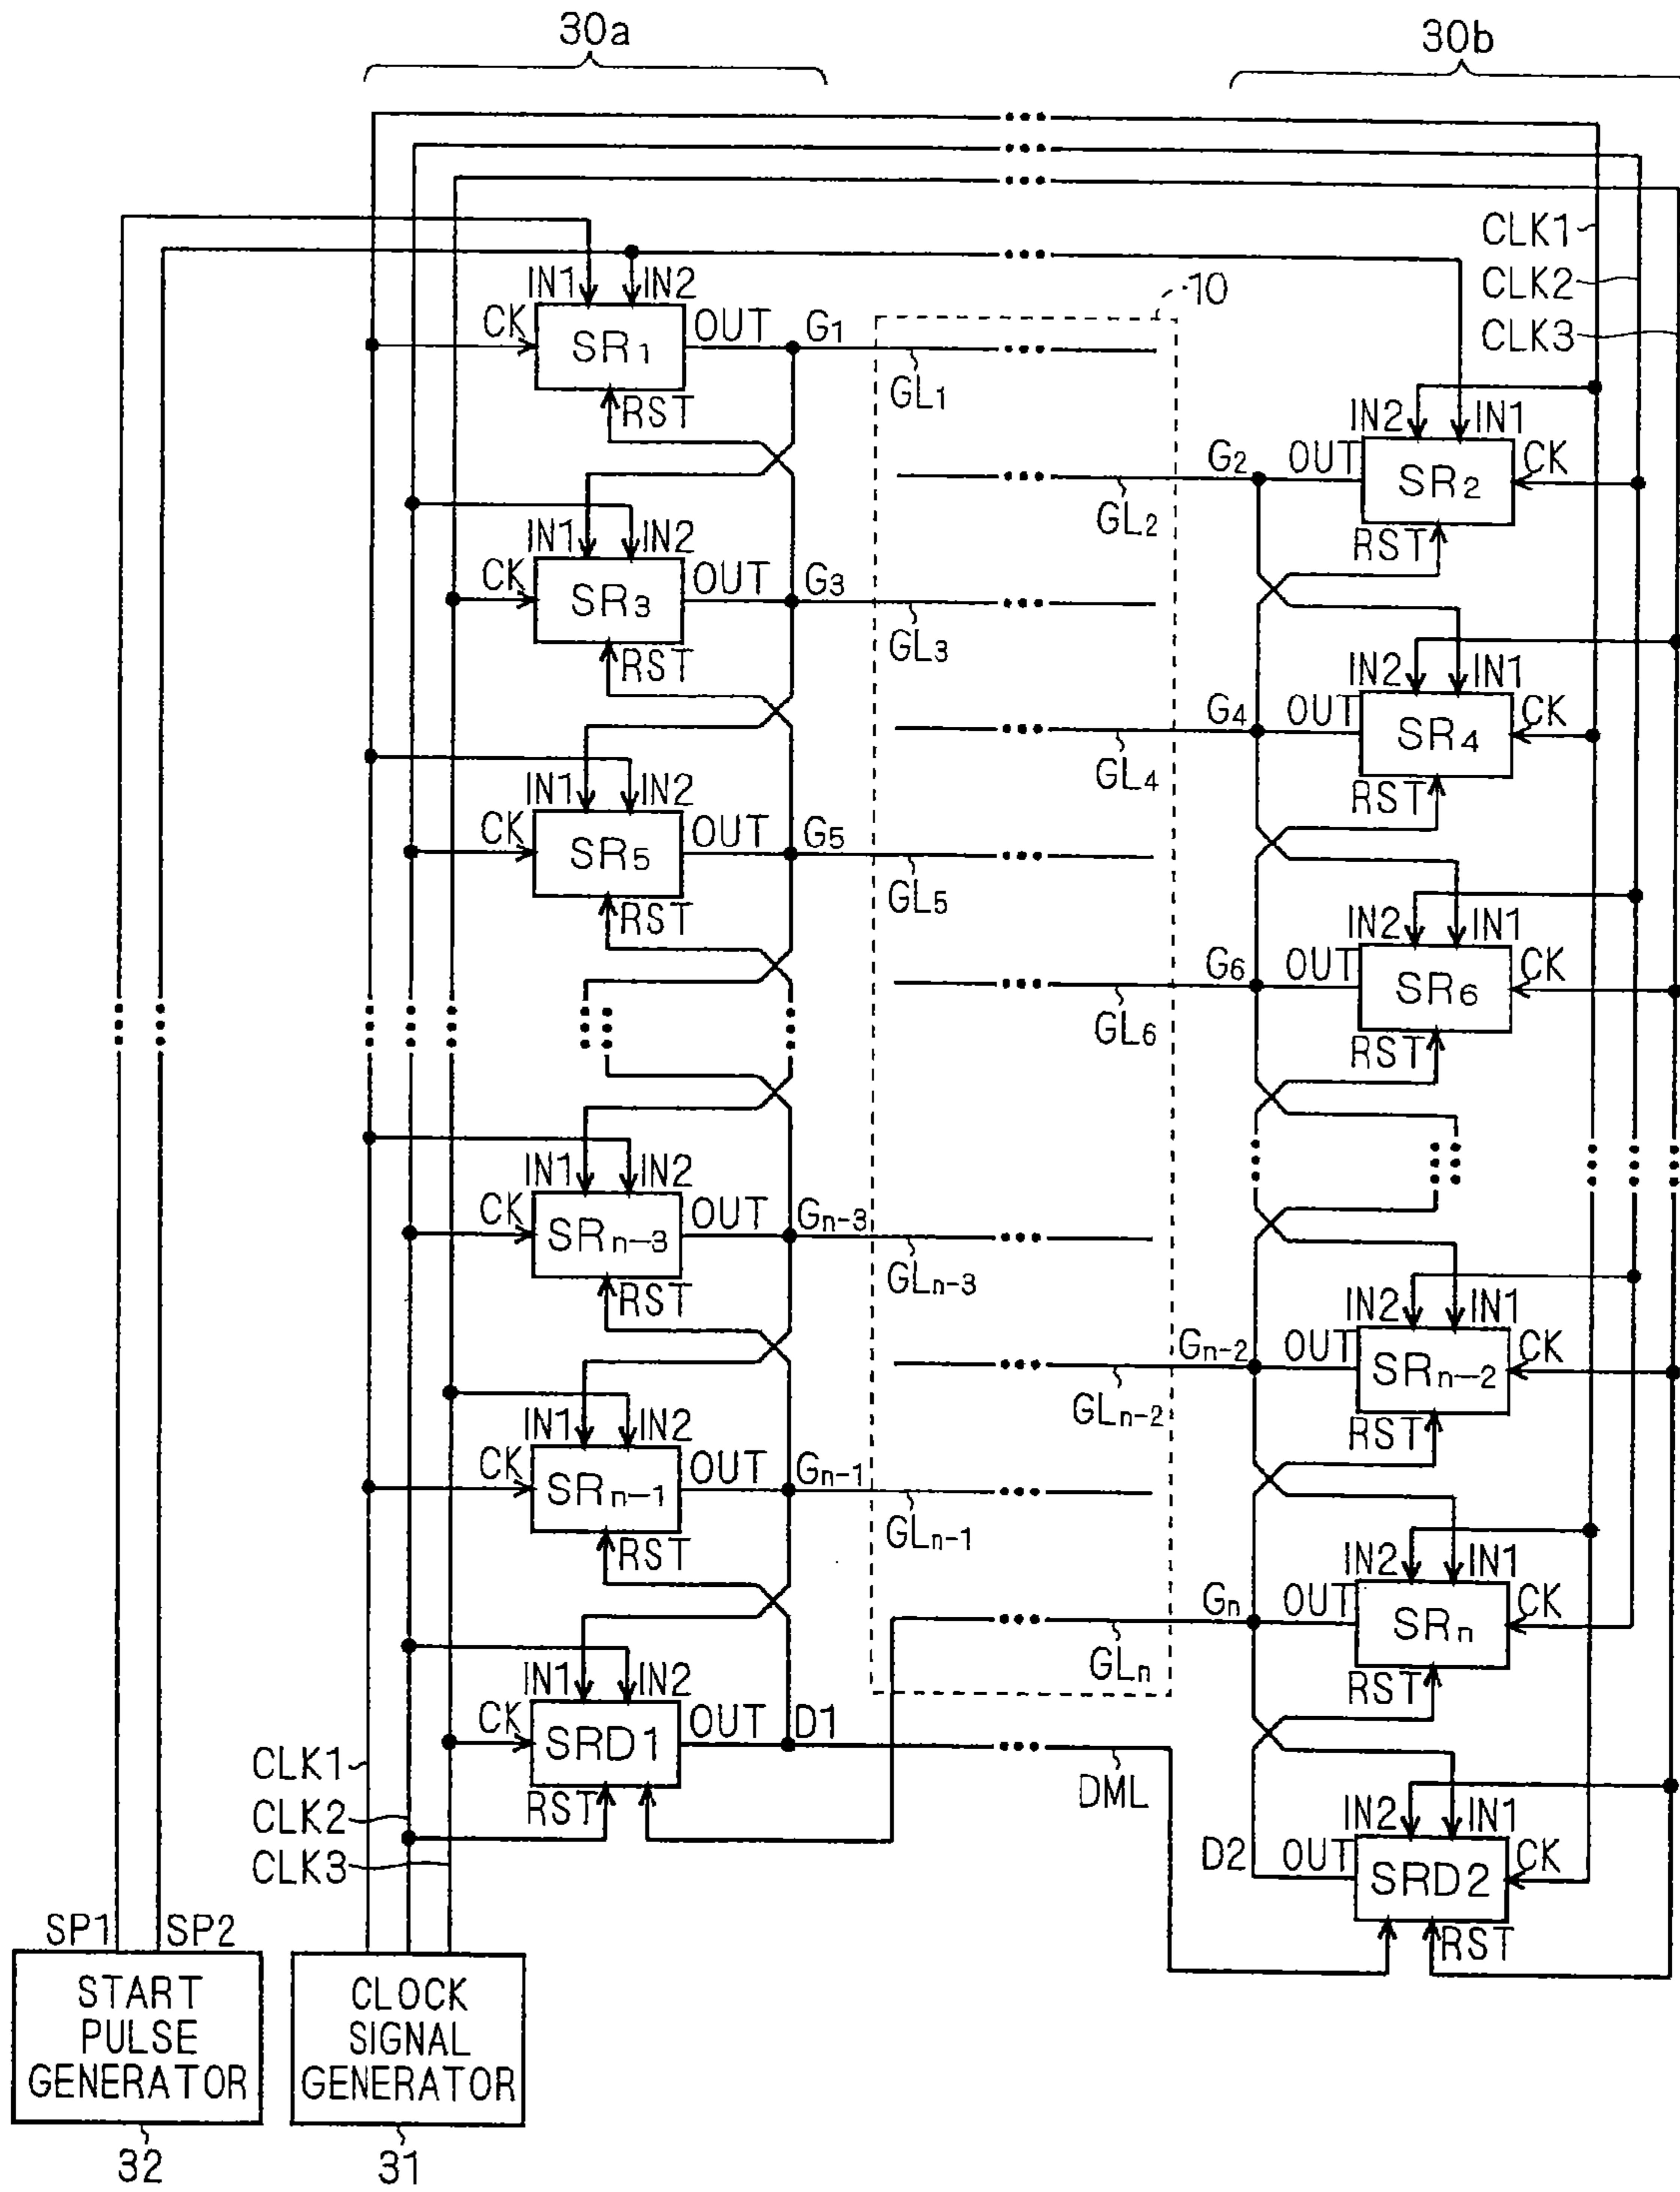 30a
30b
CLK1
CLK2
CLK3
10
IN1 IN2
CK SR1 OUT G1
RST
GL1
IN2 IN1
G2 OUT SR2 CK
GL2
RST
IN1 IN2
CK SR3 OUT G3
RST
GL3
IN2 IN1
G4 OUT SR4 CK
GL4
RST
IN1 IN2
CK SR5 OUT G5
RST
GL5
IN2 IN1
G6 OUT SR6 CK
GL6
RST
IN1 IN2
CK SRn-3 OUT Gn-3
RST
GLn-3
IN2 IN1
Gn-2 OUT SRn-2 CK
GLn-2
RST
IN1 IN2
CK SRn-1 OUT Gn-1
RST
GLn-1
IN2 IN1
Gn OUT SRn CK
GLn
RST
IN1 IN2
CK SRD1 OUT D1
RST
DML
IN2 IN1
D2 OUT SRD2 CK
RST
CLK1
CLK2
CLK3
SP1 SP2
START
PULSE
GENERATOR
32
CLOCK
SIGNAL
GENERATOR
31